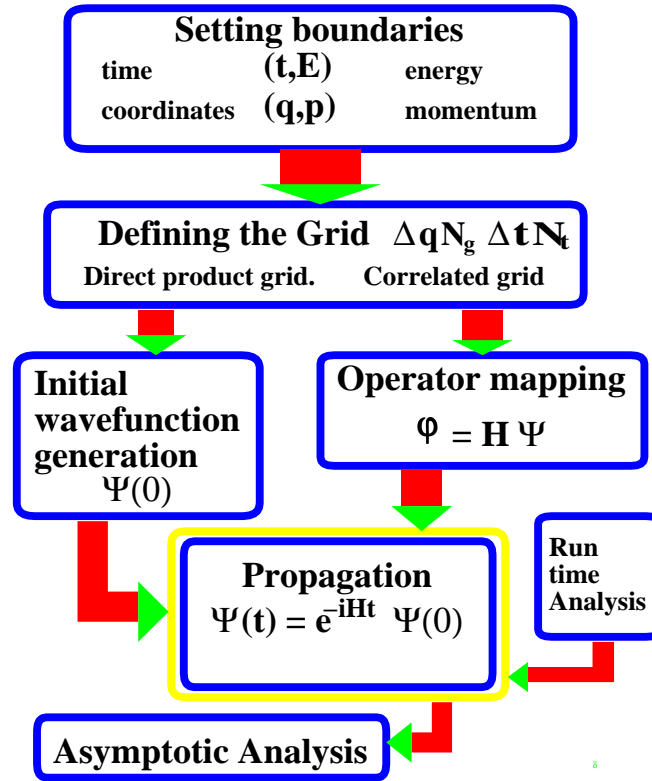 Setting boundaries
time (t,E) energy
coordinates (q,p) momentum
Defining the Grid ΔqN_g ΔtN_t
Direct product grid. Correlated grid
Initial
wavefunction
generation
Ψ(0)
Operator mapping
φ = H Ψ
Propagation
Ψ(t) = e^{-iHt} Ψ(0)
Run
time
Analysis
Asymptotic Analysis
δ